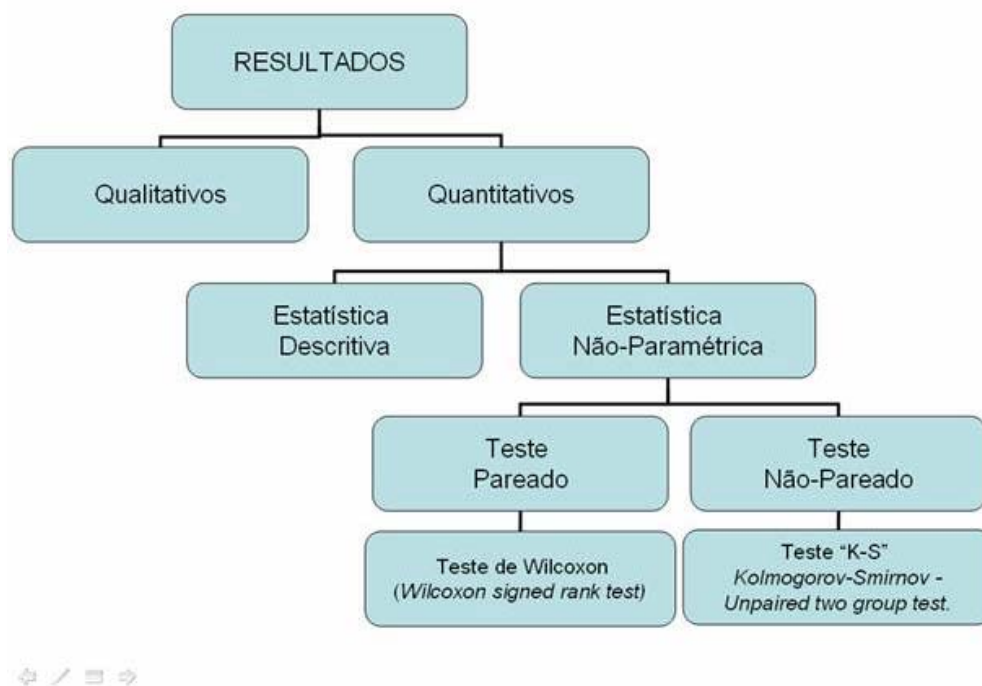 RESULTADOS
Qualitativos
Quantitativos
Estatística
Descritiva
Estatística
Não-Paramétrica
Teste
Pareado
Teste
Não-Pareado
Teste de Wilcoxon
(Wilcoxon signed rank test)
Teste “K-S”
Kolmogorov-Smirnov -
Unpaired two group test.